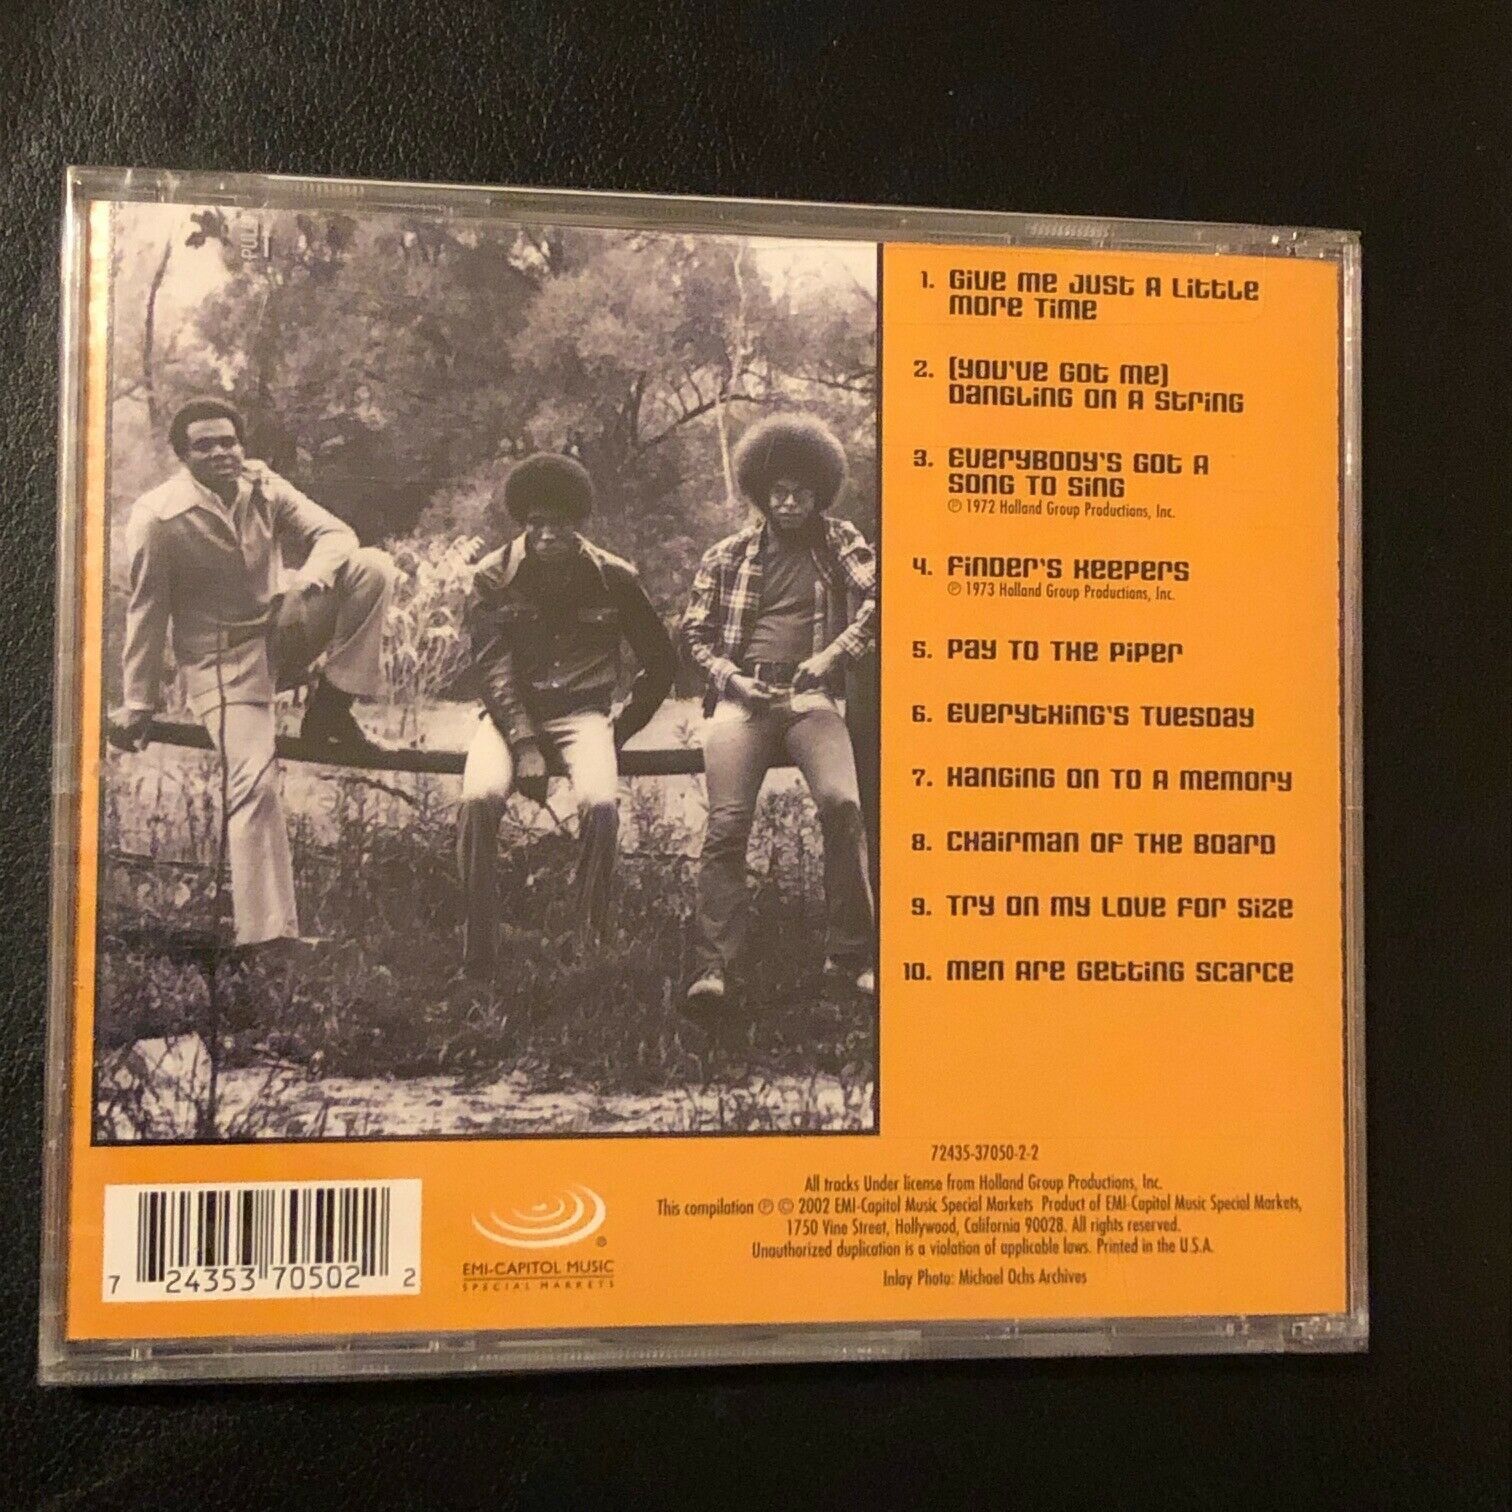 PULL
1. Give me Just A Little
more Time
2. (You've Got me)
Dangling on A String
3. Everybody's Got A
Song To Sing
℗ 1972 Holland Group Productions, Inc.
4. Finder's Keepers
℗ 1973 Holland Group Productions, Inc.
5. Pay To The Piper
6. Everything's Tuesday
7. Hanging on To A memory
8. Chairman of The Board
9. Try on my Love For Size
10. Men Are Getting Scarce
72435-37050-2-2
All tracks Under license from Holland Group Productions, Inc.
This compilation ℗ © 2002 EMI-Capitol Music Special Markets Product of EMI-Capitol Music Special Markets,
1750 Vine Street, Hollywood, California 90028. All rights reserved.
Unauthorized duplication is a violation of applicable laws. Printed in the U.S.A.
Inlay Photo: Michael Ochs Archives
®
EMI-CAPITOL MUSIC
SPECIAL MARKETS
7 24353 70502 2